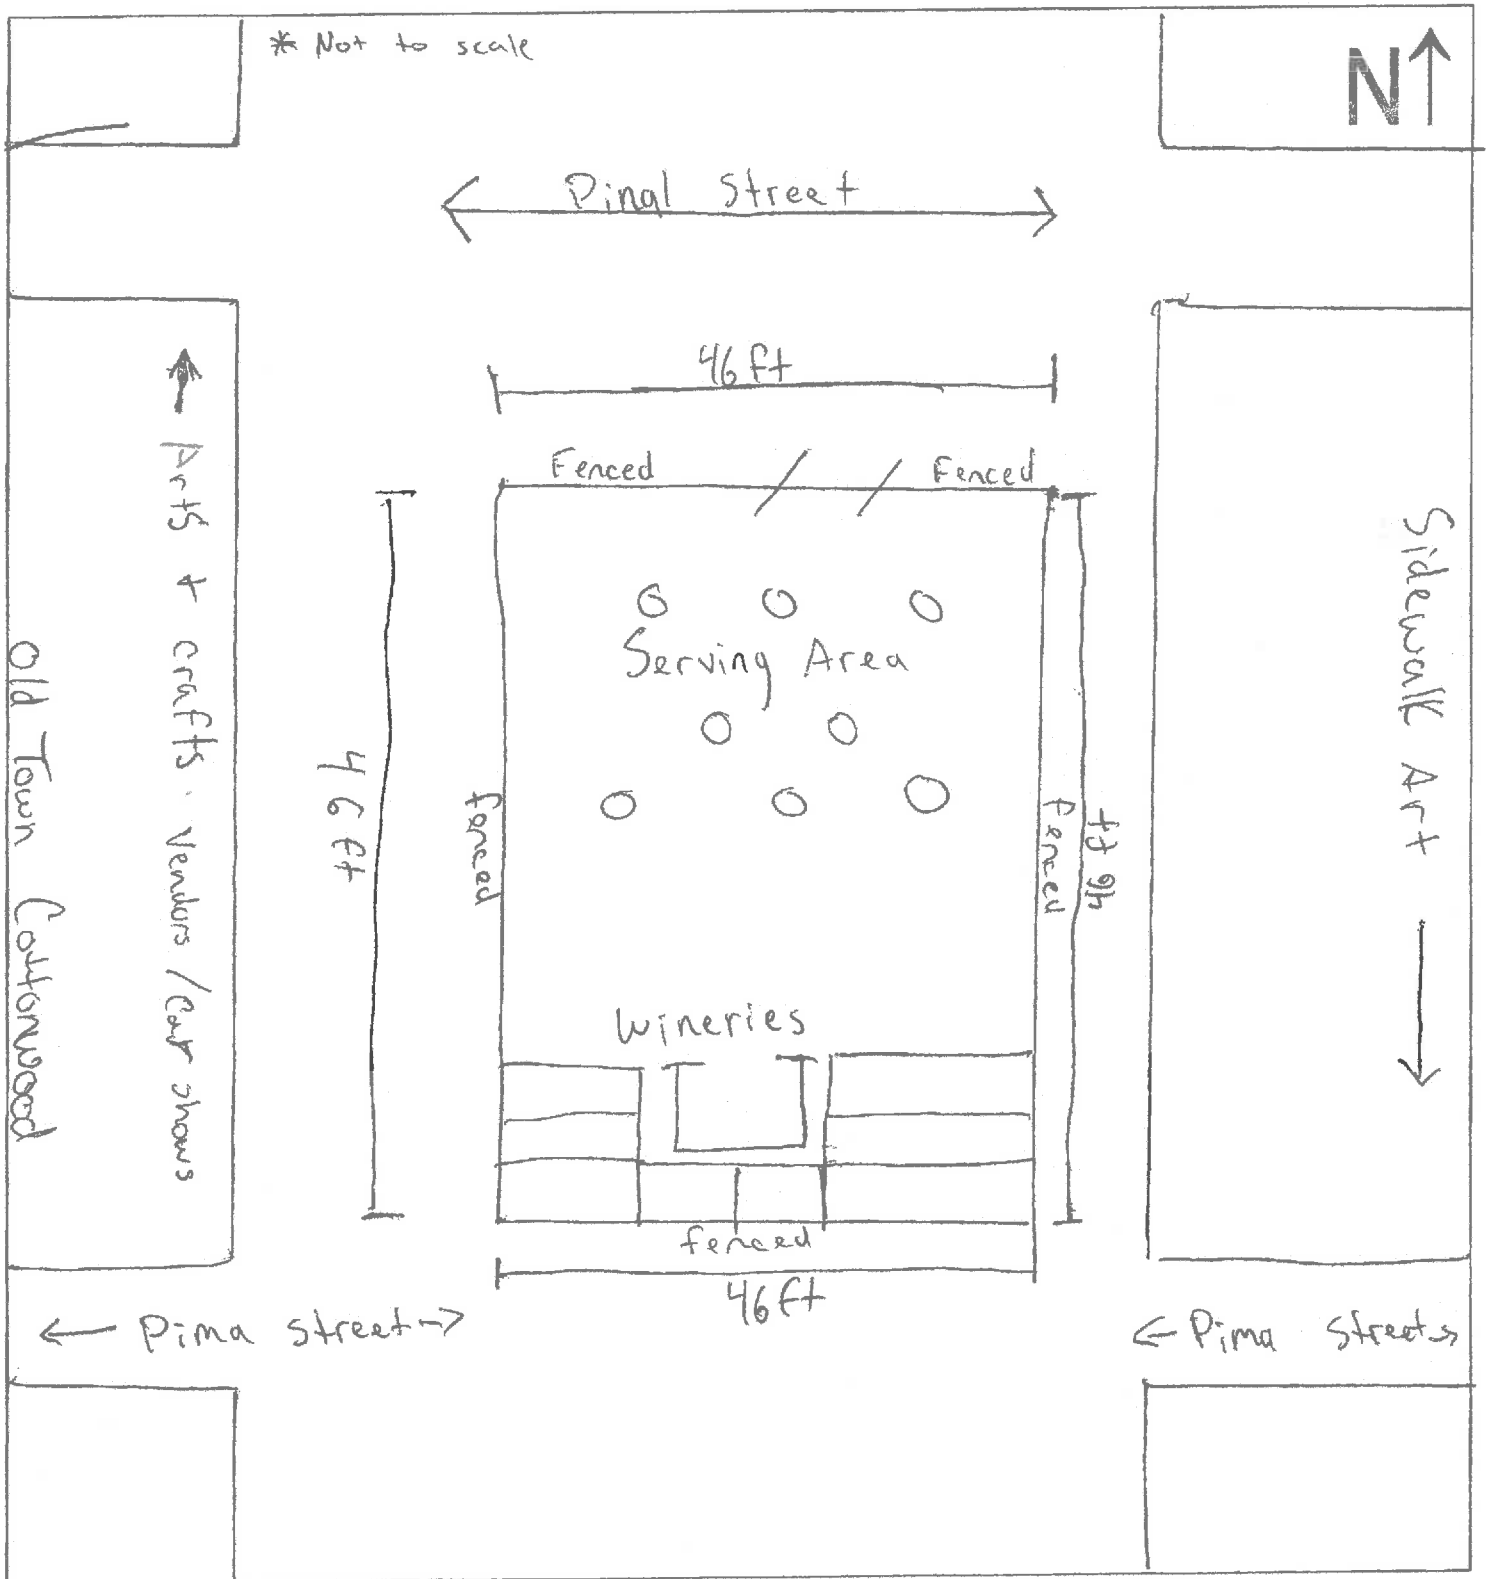 * Not to scale
N
Pinal Street
46 ft
Fenced
Fenced
Arts + crafts. Vendors / Car shows
Old Town Cottonwood
46 ft
Serving Area
fenced
fenced
46 ft
Sidewalk Art
Wineries
fenced
46 ft
Pima street
Pima Street